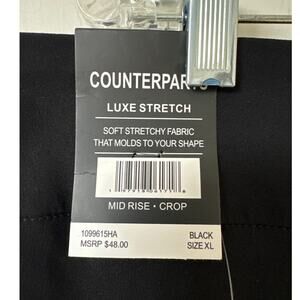 COUNTERPARTS
LUXE STRETCH
SOFT STRETCHY FABRIC
THAT MOLDS TO YOUR SHAPE
MID RISE • CROP
1099615HA BLACK
MSRP $48.00 SIZE XL